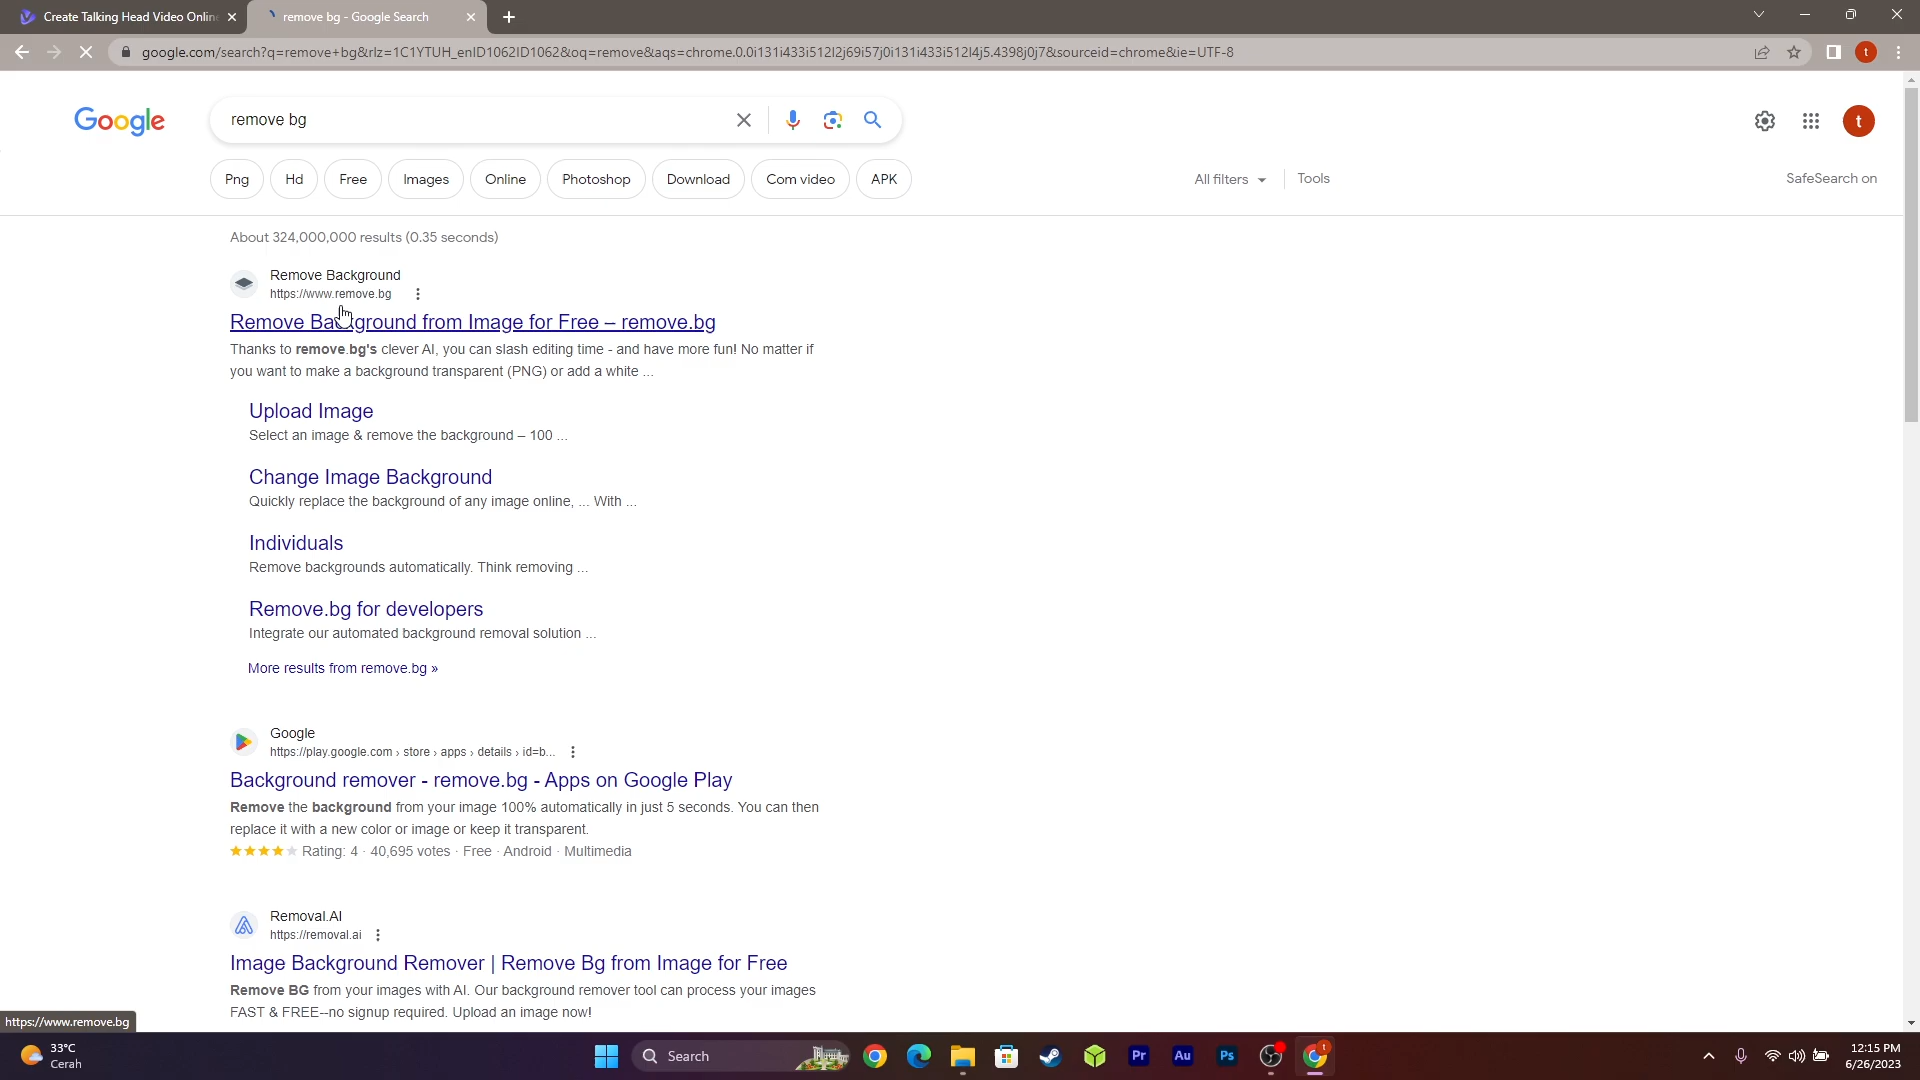 Create Talking Head Video Onlin
remove bg - Google Search
google.com/search?q=remove+bg&rlz=1C1YTUH_enID1062ID1062&oq=remove&aqs=chrome.0.0i131i433i512l2j69i57j0i131i433i512l4j5.4398j0j7&sourceid=chrome&ie=UTF-8
t
Google
remove bg
t
Png
Hd
Free
Images
Online
Photoshop
Download
Com video
APK
All filters
Tools
SafeSearch on
About 324,000,000 results (0.35 seconds)
Remove Background
https://www.remove.bg
Remove Background from Image for Free – remove.bg
Thanks to remove.bg's clever AI, you can slash editing time - and have more fun! No matter if
you want to make a background transparent (PNG) or add a white ...
Upload Image
Select an image & remove the background – 100 ...
Change Image Background
Quickly replace the background of any image online, ... With ...
Individuals
Remove backgrounds automatically. Think removing ...
Remove.bg for developers
Integrate our automated background removal solution ...
More results from remove.bg »
Google
https://play.google.com › store › apps › details › id=b...
Background remover - remove.bg - Apps on Google Play
Remove the background from your image 100% automatically in just 5 seconds. You can then
replace it with a new color or image or keep it transparent.
Rating: 4 · 40,695 votes · Free · Android · Multimedia
Removal.AI
https://removal.ai
Image Background Remover | Remove Bg from Image for Free
Remove BG from your images with AI. Our background remover tool can process your images
FAST & FREE–no signup required. Upload an image now!
https://www.remove.bg
33°C
Cerah
Search
Pr
Au
Ps
t
12:15 PM
6/26/2023